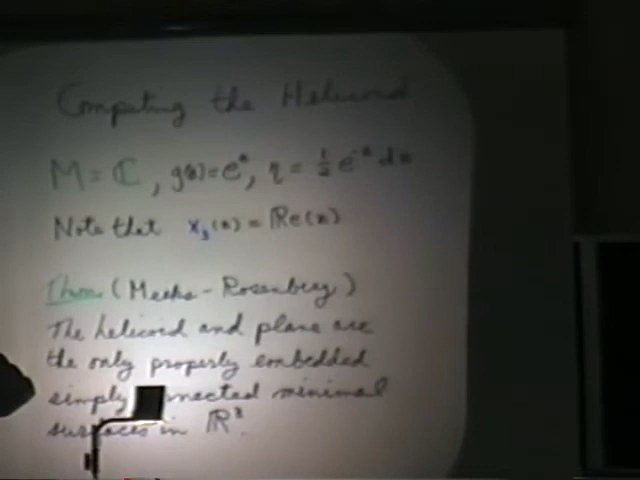 Computing the Helicoid
M = ℂ, g(z) = e^z, η = ½ e^{-z} dz
Note that x₃(z) = Re(z)
Thm (Meeks-Rosenberg)
The helicoid and plane are
the only properly embedded
simply nnected minimal
surfaces in ℝ³.